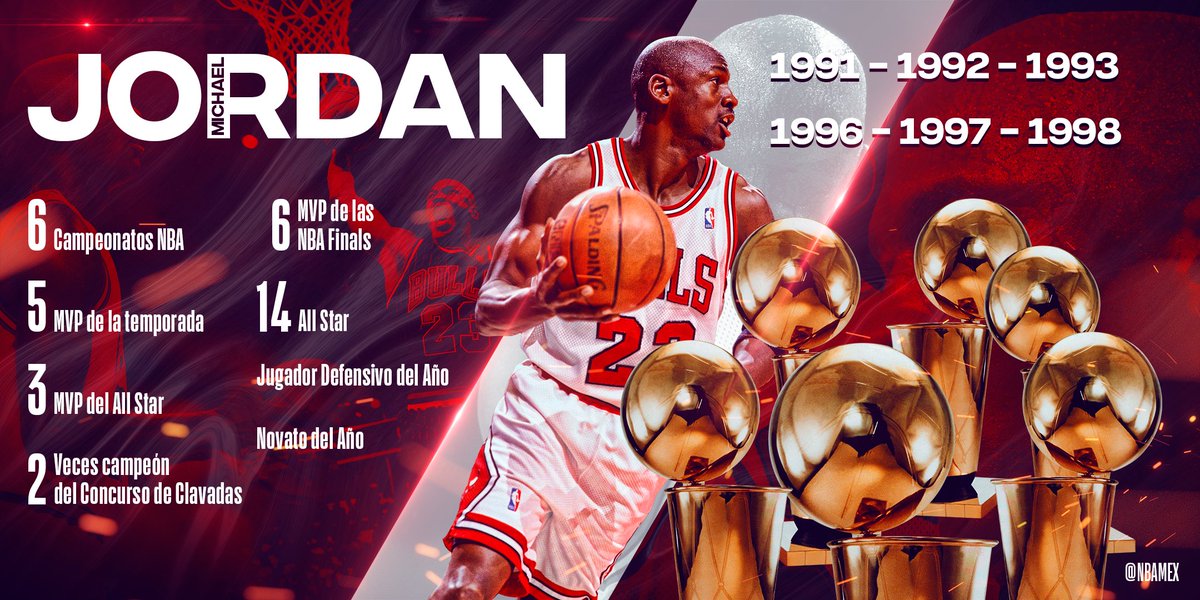 JORDAN
MICHAEL
1991 – 1992 – 1993
1996 – 1997 – 1998
6 Campeonatos NBA
6 MVP de las
NBA Finals
5 MVP de la temporada
14 All Star
3 MVP del All Star
Jugador Defensivo del Año
Novato del Año
2 Veces campeón
del Concurso de Clavadas
SPALDING
BULLS
23
@NBAMEX